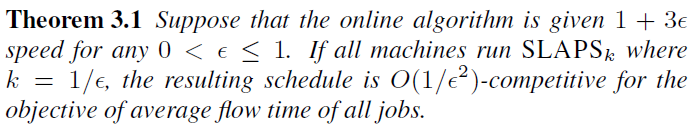 Theorem 3.1 Suppose that the online algorithm is given 1 + 3ϵ
speed for any 0 < ϵ ≤ 1. If all machines run SLAPSₖ where
k = 1/ϵ, the resulting schedule is O(1/ϵ²)-competitive for the
objective of average flow time of all jobs.